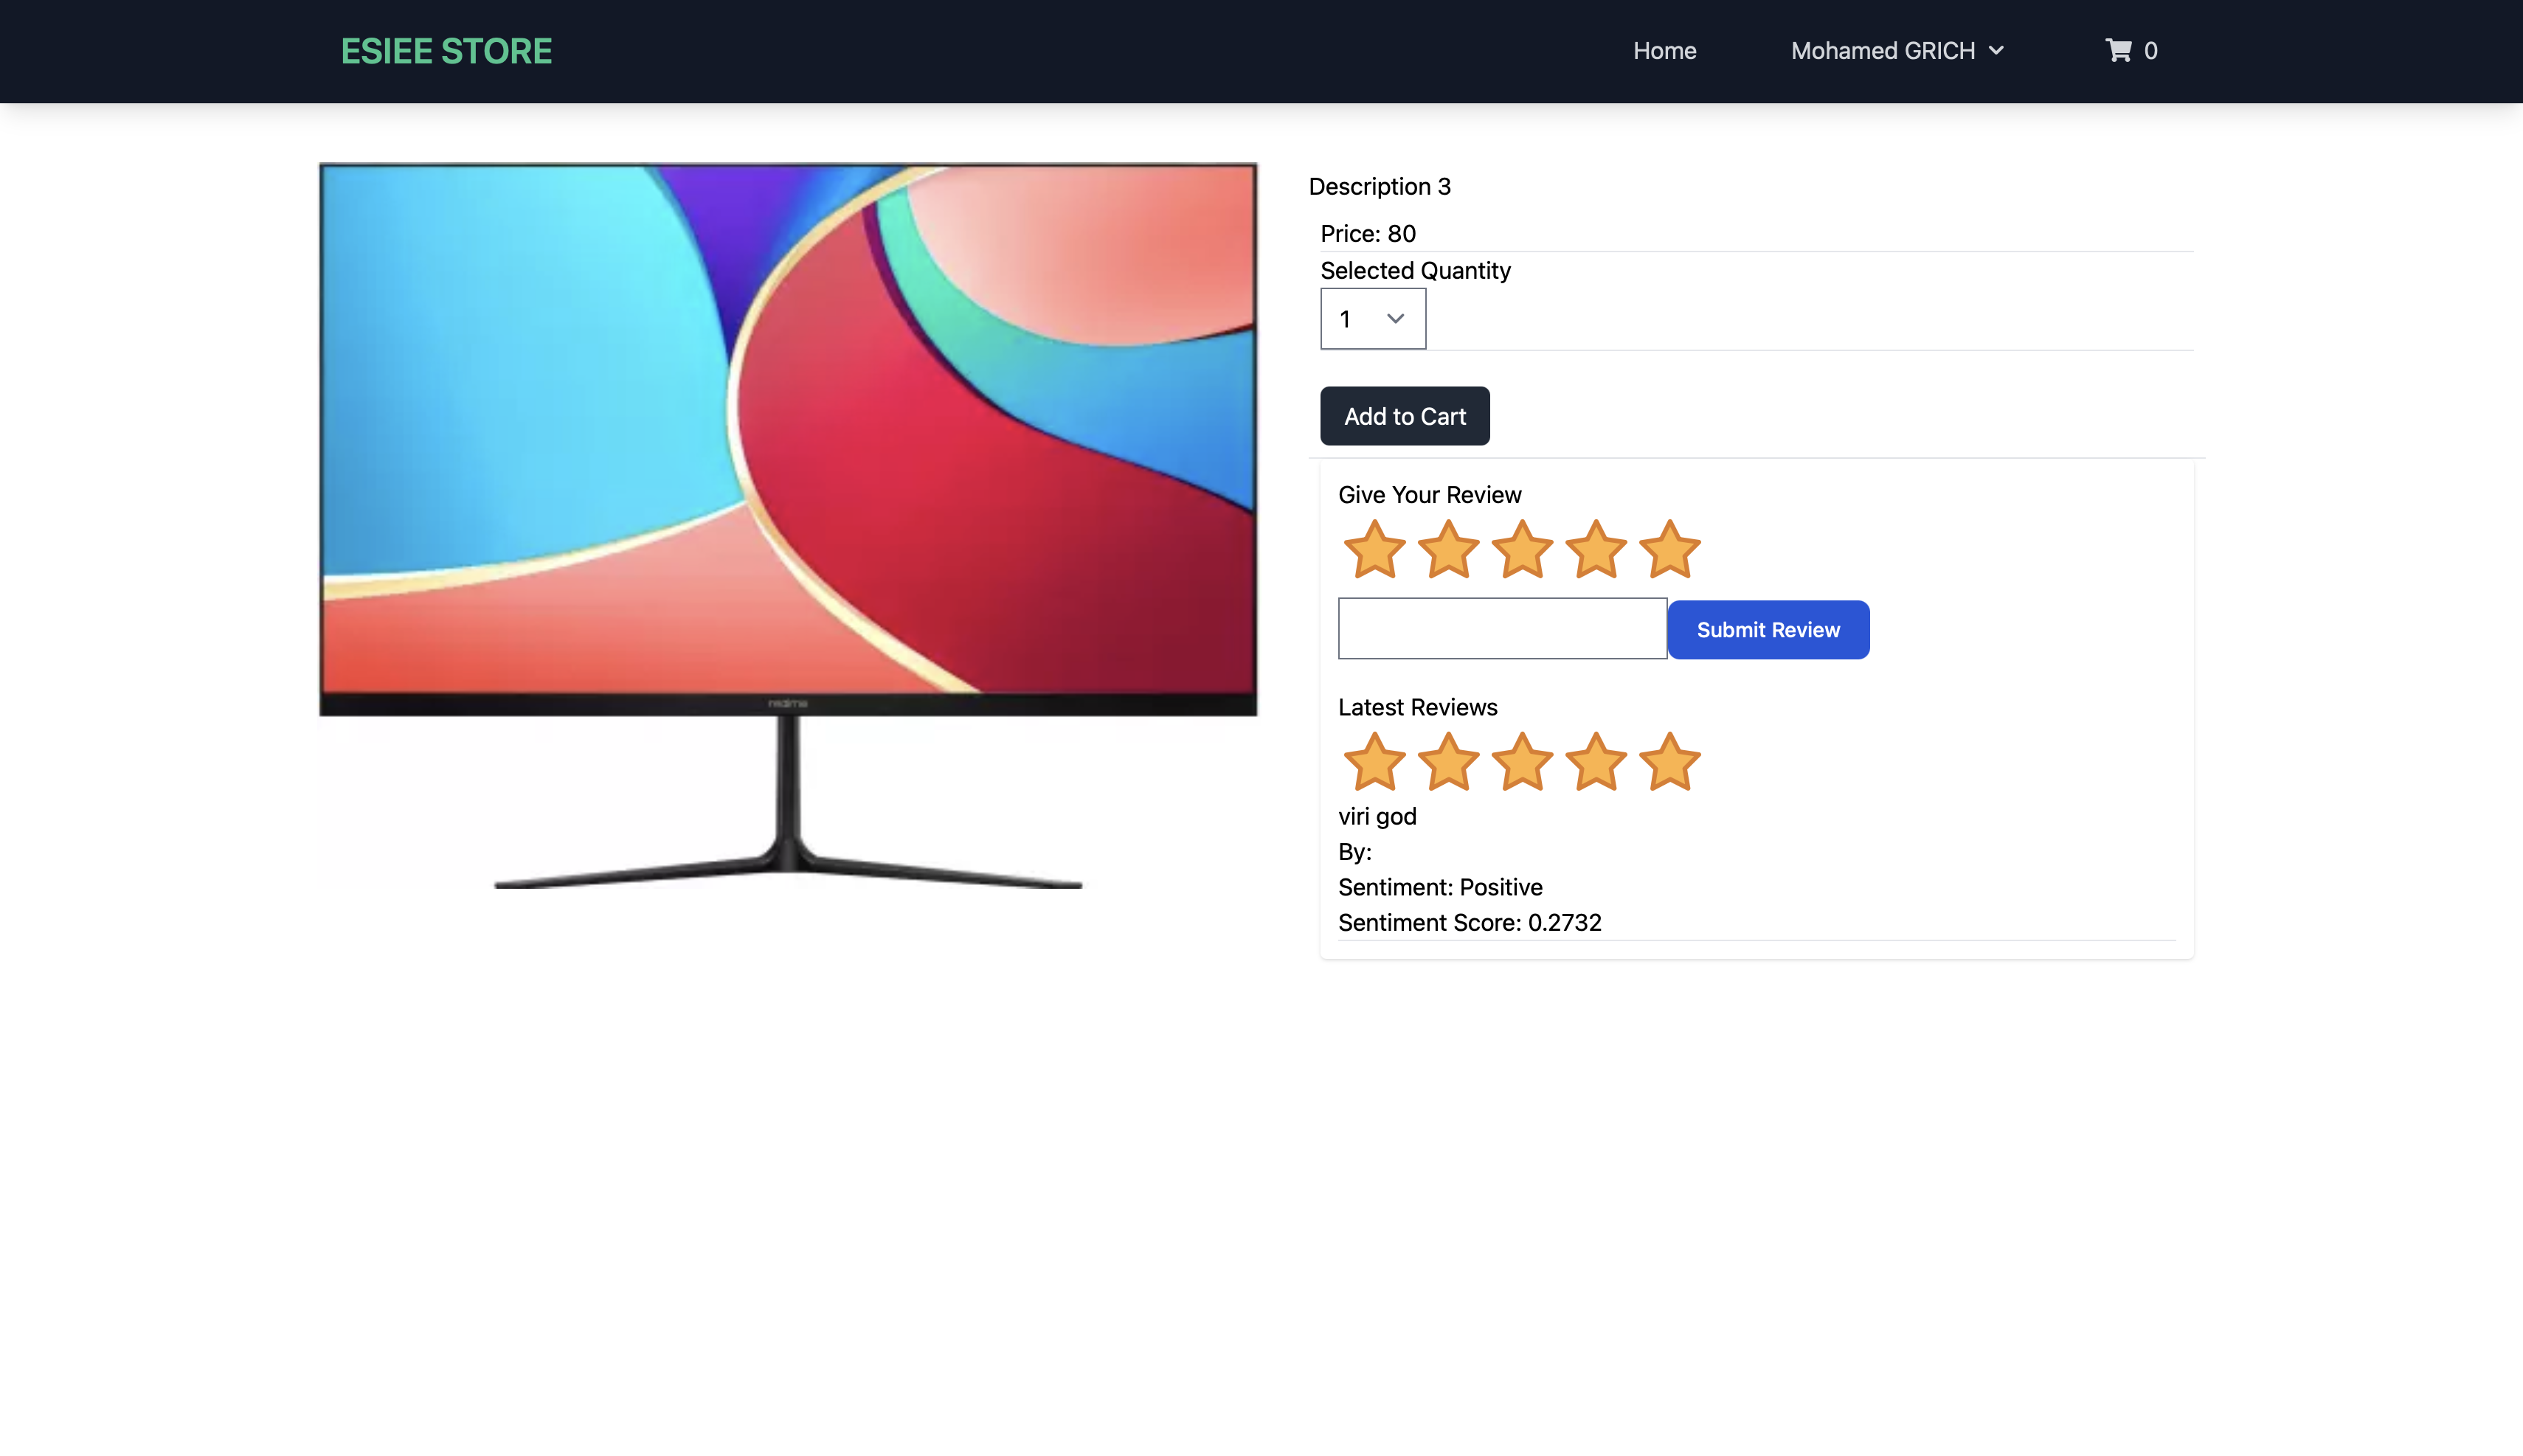 ESIEE STORE
Home
Mohamed GRICH
0
Description 3
Price: 80
Selected Quantity
1
Add to Cart
Give Your Review
Submit Review
Latest Reviews
viri god
By:
Sentiment: Positive
Sentiment Score: 0.2732
realme